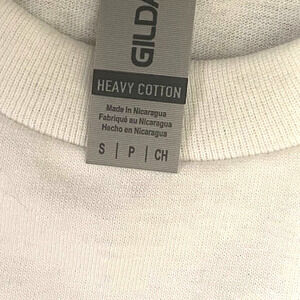 GILDA
HEAVY COTTON
Made in Nicaragua
Fabriqué au Nicaragua
Hecho en Nicaragua
S | P | CH